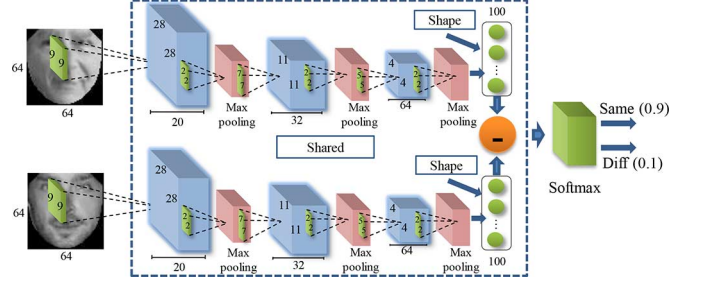 100
Shape
28
28
9
9
64
64
2
2
7
7
11
11
2
2
5
5
4
4
2
2
64
20
Max
pooling
32
Max
pooling
Max
pooling
Shared
-
Same (0.9)
Diff (0.1)
Softmax
Shape
28
28
9
9
64
64
2
2
7
7
11
11
2
2
5
5
4
4
2
2
64
20
Max
pooling
32
Max
pooling
Max
pooling
100